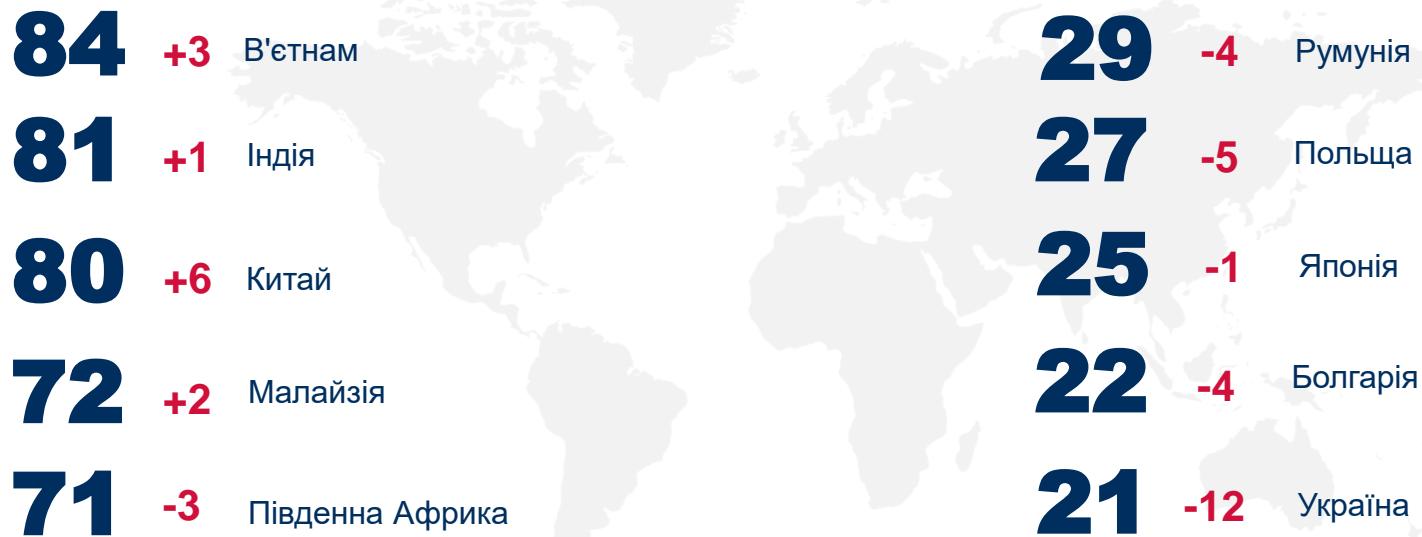 84 +3 В'єтнам
81 +1 Індія
80 +6 Китай
72 +2 Малайзія
71 -3 Південна Африка
29 -4 Румунія
27 -5 Польща
25 -1 Японія
22 -4 Болгарія
21 -12 Україна